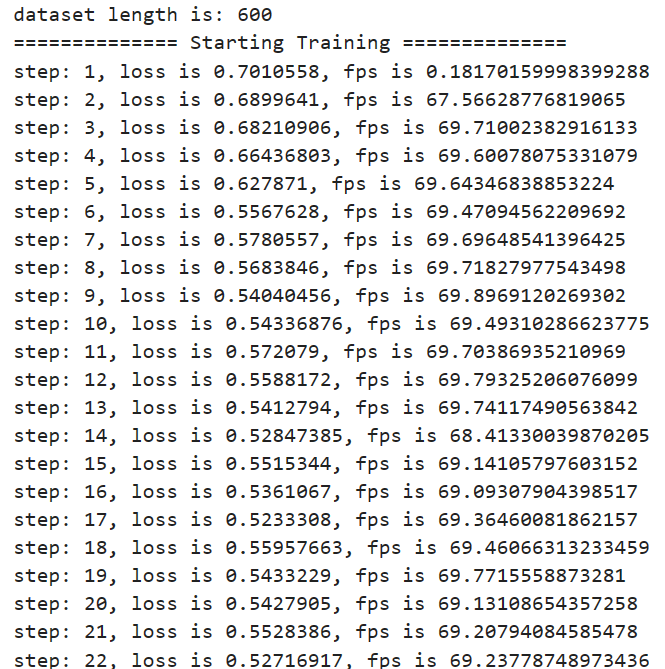 dataset length is: 600
============== Starting Training ==============
step: 1, loss is 0.7010558, fps is 0.18170159998399288
step: 2, loss is 0.6899641, fps is 67.56628776819065
step: 3, loss is 0.68210906, fps is 69.71002382916133
step: 4, loss is 0.66436803, fps is 69.60078075331079
step: 5, loss is 0.627871, fps is 69.64346838853224
step: 6, loss is 0.5567628, fps is 69.47094562209692
step: 7, loss is 0.5780557, fps is 69.69648541396425
step: 8, loss is 0.5683846, fps is 69.71827977543498
step: 9, loss is 0.54040456, fps is 69.8969120269302
step: 10, loss is 0.54336876, fps is 69.49310286623775
step: 11, loss is 0.572079, fps is 69.70386935210969
step: 12, loss is 0.5588172, fps is 69.79325206076099
step: 13, loss is 0.5412794, fps is 69.74117490563842
step: 14, loss is 0.52847385, fps is 68.41330039870205
step: 15, loss is 0.5515344, fps is 69.14105797603152
step: 16, loss is 0.5361067, fps is 69.09307904398517
step: 17, loss is 0.5233308, fps is 69.36460081862157
step: 18, loss is 0.55957663, fps is 69.46066313233459
step: 19, loss is 0.5433229, fps is 69.7715558873281
step: 20, loss is 0.5427905, fps is 69.13108654357258
step: 21, loss is 0.5528386, fps is 69.20794084585478
step: 22, loss is 0.52716917, fps is 69.23778748973436